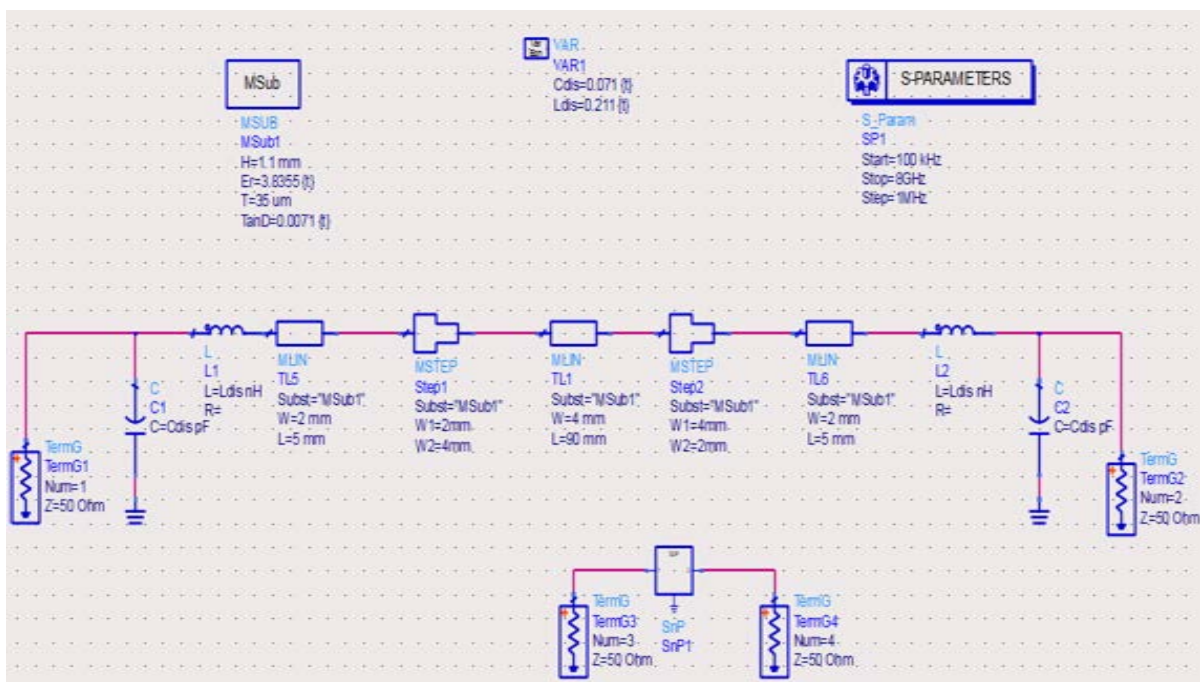 MSub
MSUB
MSub1
H=1.1 mm
Er=3.8355 {t}
T=35 um
TanD=0.0071 {t}
VAR
VAR1
Cdis=0.071 {t}
Ldis=0.211 {t}
S-PARAMETERS
S_Param
SP1
Start=100 kHz
Stop=8GHz
Step=1MHz
TermG
TermG1
Num=1
Z=50 Ohm
C
C1
C=Cdis pF
L
L1
L=Ldis nH
R=
MLIN
TL5
Subst="MSub1"
W=2 mm
L=5 mm
MSTEP
Step1
Subst="MSub1"
W1=2mm
W2=4mm
MLIN
TL1
Subst="MSub1"
W=4 mm
L=90 mm
MSTEP
Step2
Subst="MSub1"
W1=4mm
W2=2mm
MLIN
TL6
Subst="MSub1"
W=2 mm
L=5 mm
L
L2
L=Ldis nH
R=
C
C2
C=Cdis pF
TermG
TermG2
Num=2
Z=50 Ohm
TermG
TermG3
Num=3
Z=50 Ohm
SnP
SnP1
TermG
TermG4
Num=4
Z=50 Ohm